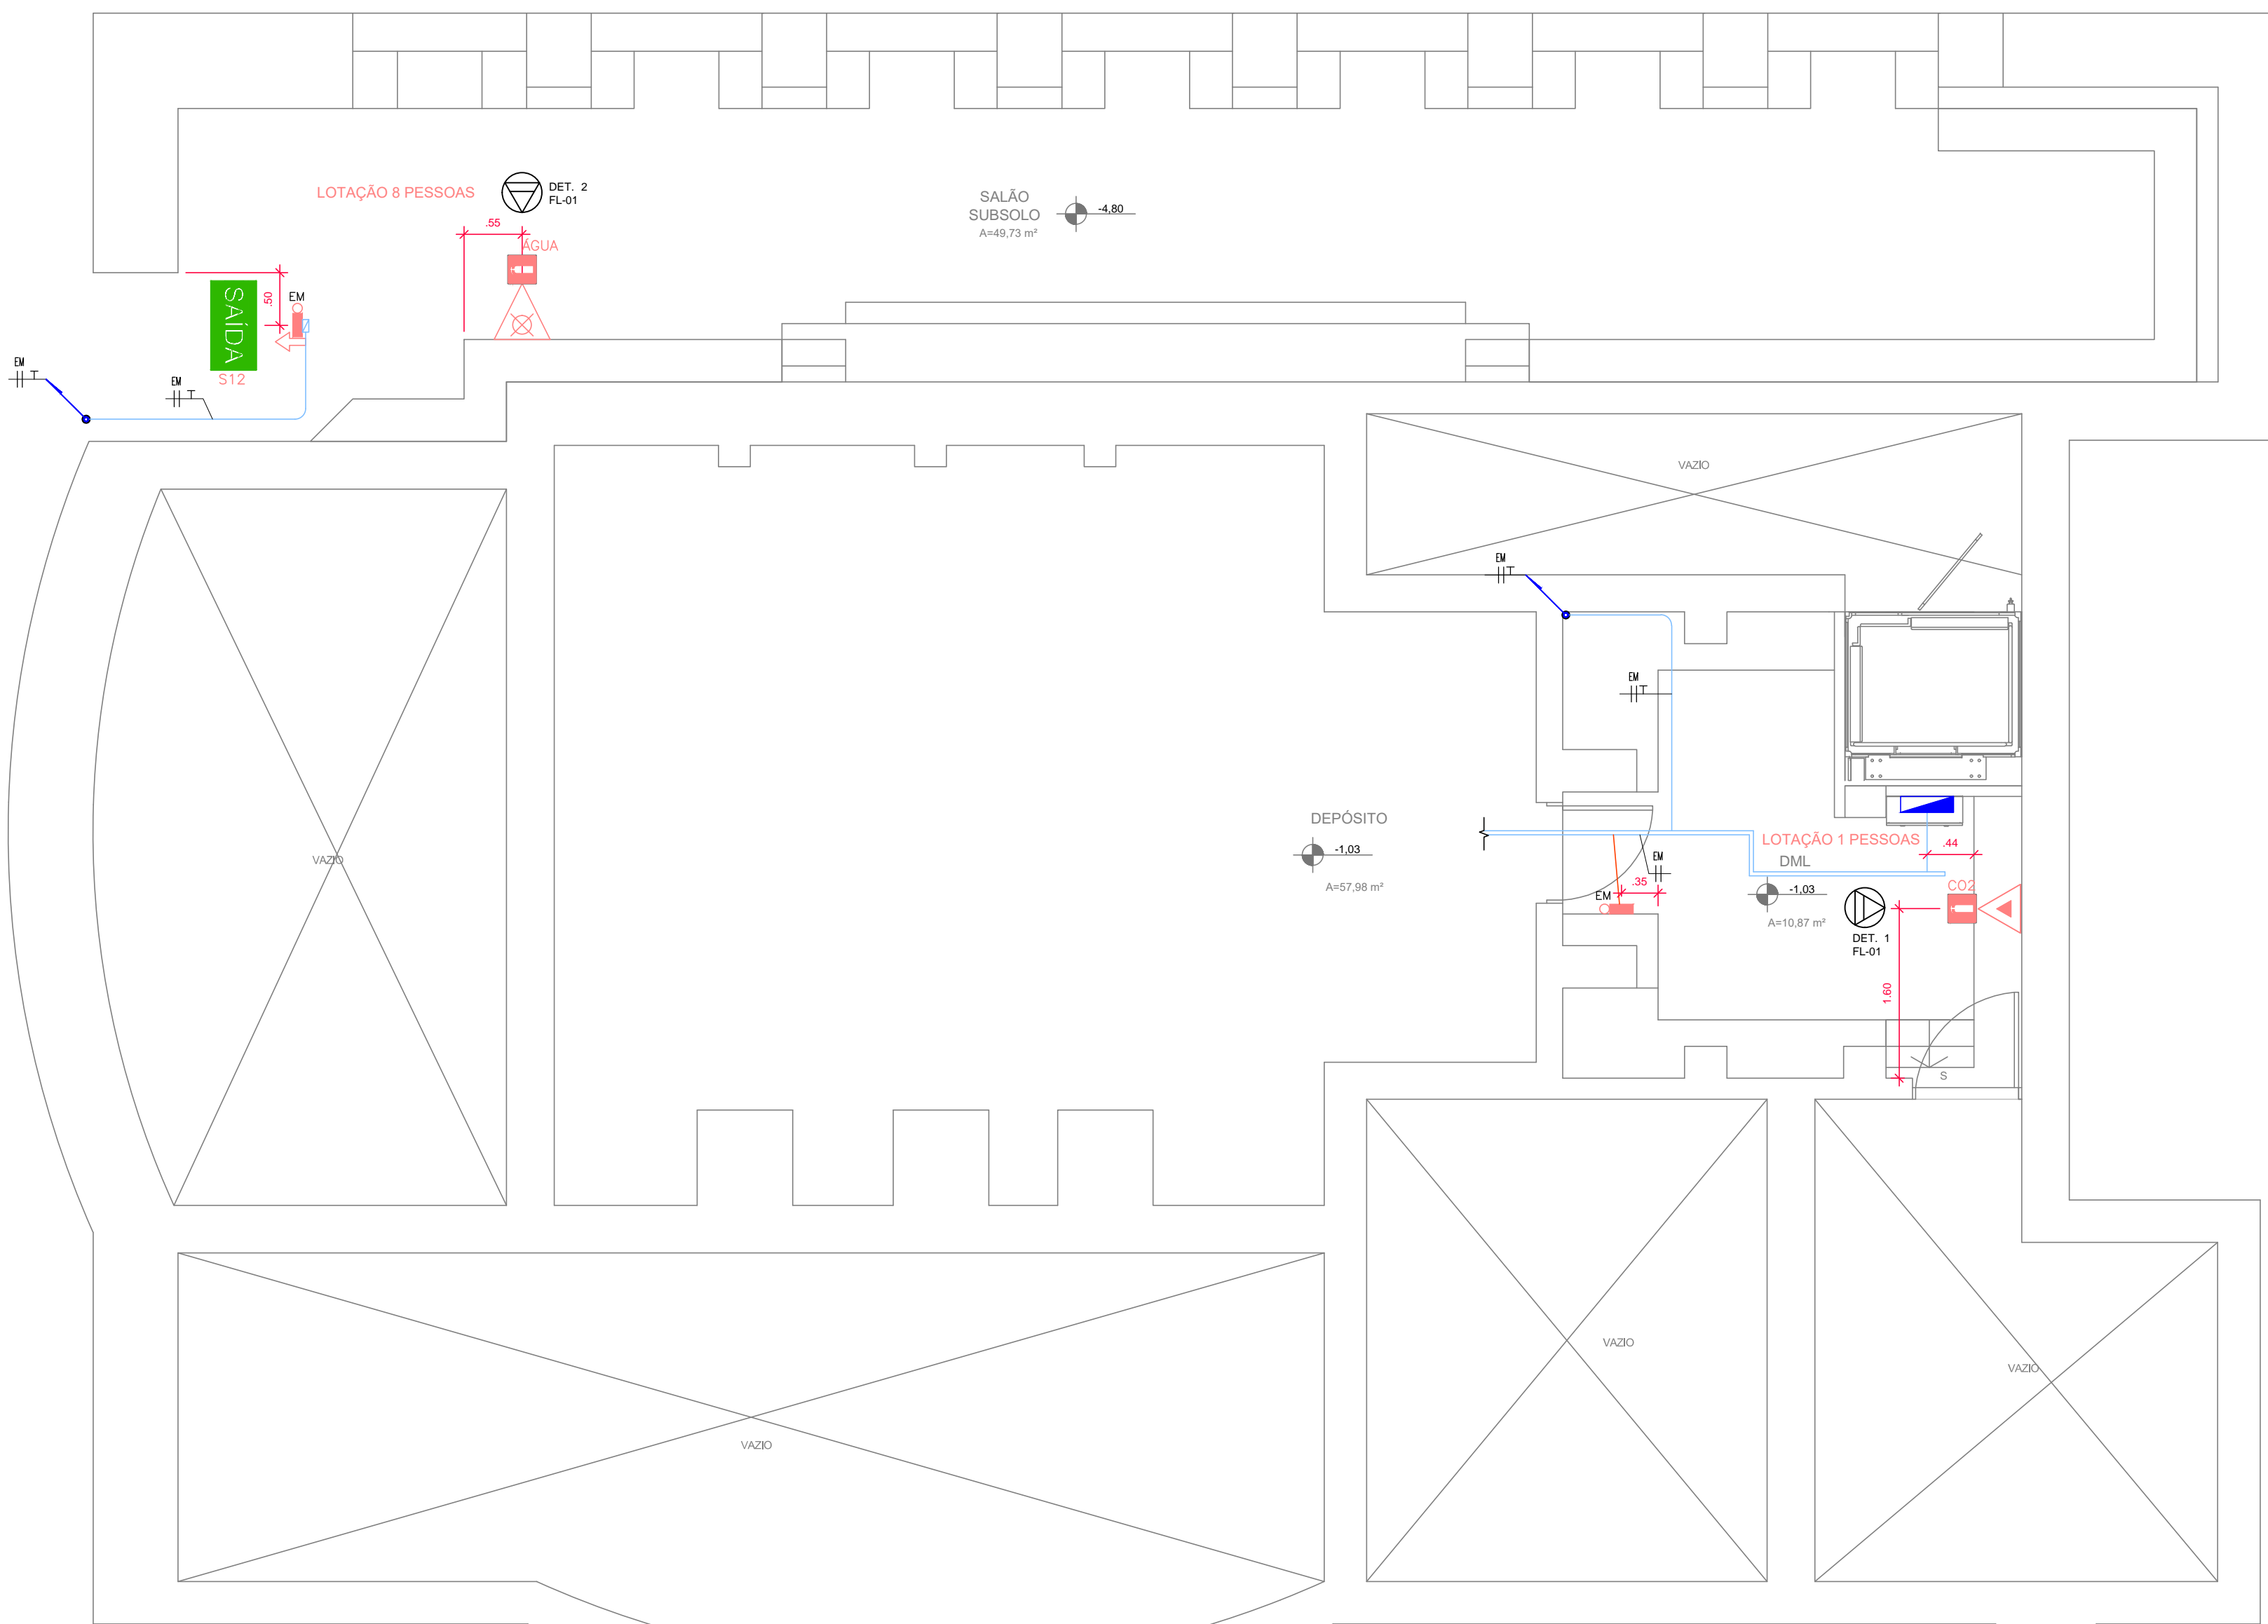 LOTAÇÃO 8 PESSOAS
DET. 2
FL-01
SALÃO
SUBSOLO
A=49,73 m²
-4,80
.55
ÁGUA
.50
EM
SAÍDA
S12
EM
T
EM
T
VAZIO
EM
T
EM
T
VAZIO
DEPÓSITO
-1,03
A=57,98 m²
LOTAÇÃO 1 PESSOAS
.44
DML
EM
.35
EM
-1,03
A=10,87 m²
CO2
DET. 1
FL-01
1.60
S
VAZIO
VAZIO
VAZIO